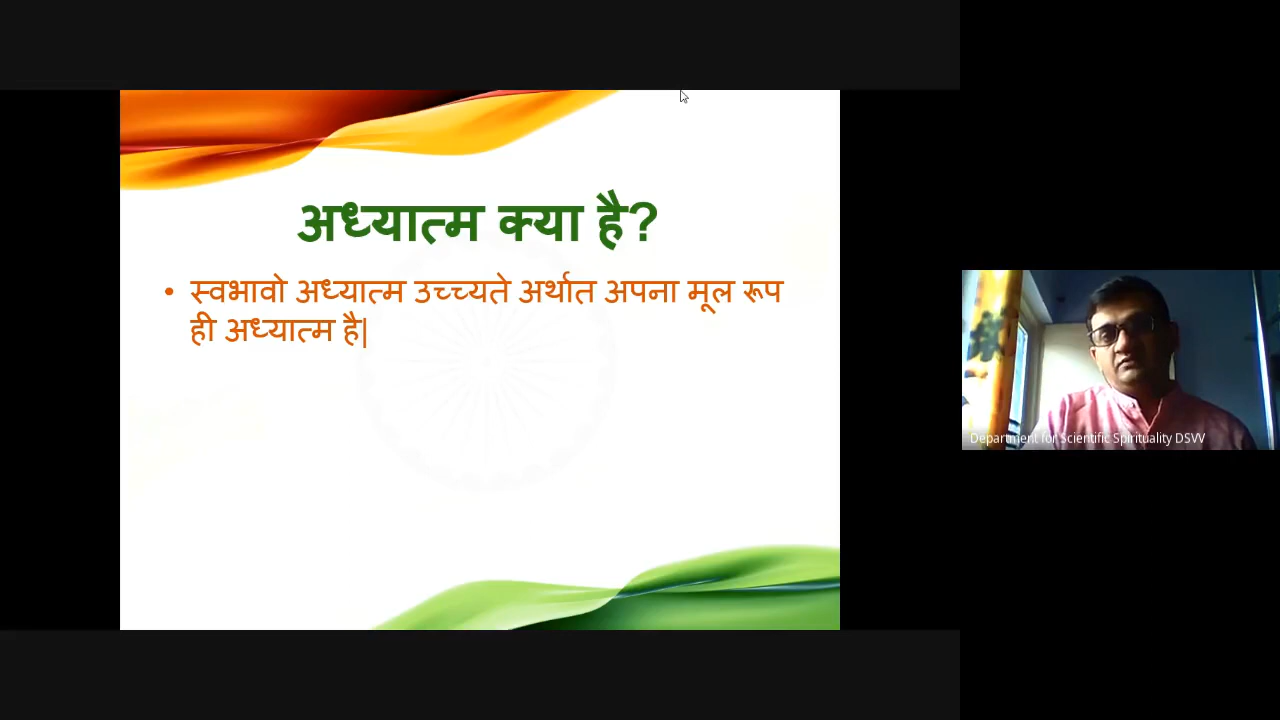 अध्यात्म क्या है?
• स्वभावो अध्यात्म उच्च्यते अर्थात अपना मूल रूप
ही अध्यात्म है|
Department for Scientific Spirituality DSVV